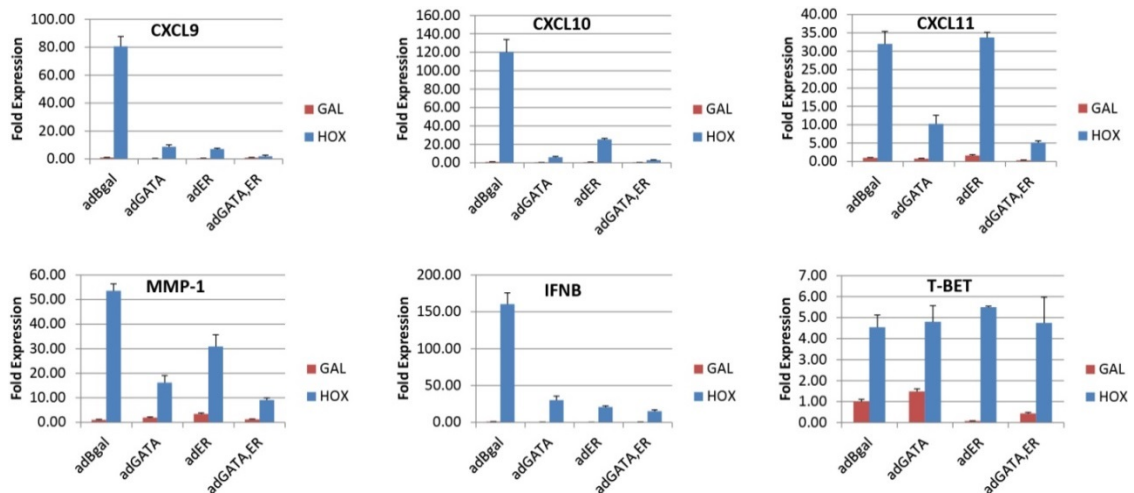 CXCL9
Fold Expression
100.00
80.00
60.00
40.00
20.00
0.00
adBgal
adGATA
adER
adGATA,ER
GAL
HOX
CXCL10
Fold Expression
160.00
140.00
120.00
100.00
80.00
60.00
40.00
20.00
0.00
adBgal
adGATA
adER
adGATA,ER
GAL
HOX
CXCL11
Fold Expression
40.00
35.00
30.00
25.00
20.00
15.00
10.00
5.00
0.00
adBgal
adGATA
adER
adGATA,ER
GAL
HOX
MMP-1
Fold Expression
60.00
50.00
40.00
30.00
20.00
10.00
0.00
adBgal
adGATA
adER
adGATA,ER
GAL
HOX
IFNB
Fold Expression
200.00
150.00
100.00
50.00
0.00
adBgal
adGATA
adER
adGATA,ER
GAL
HOX
T-BET
Fold Expression
7.00
6.00
5.00
4.00
3.00
2.00
1.00
0.00
adBgal
adGATA
adER
adGATA,ER
GAL
HOX